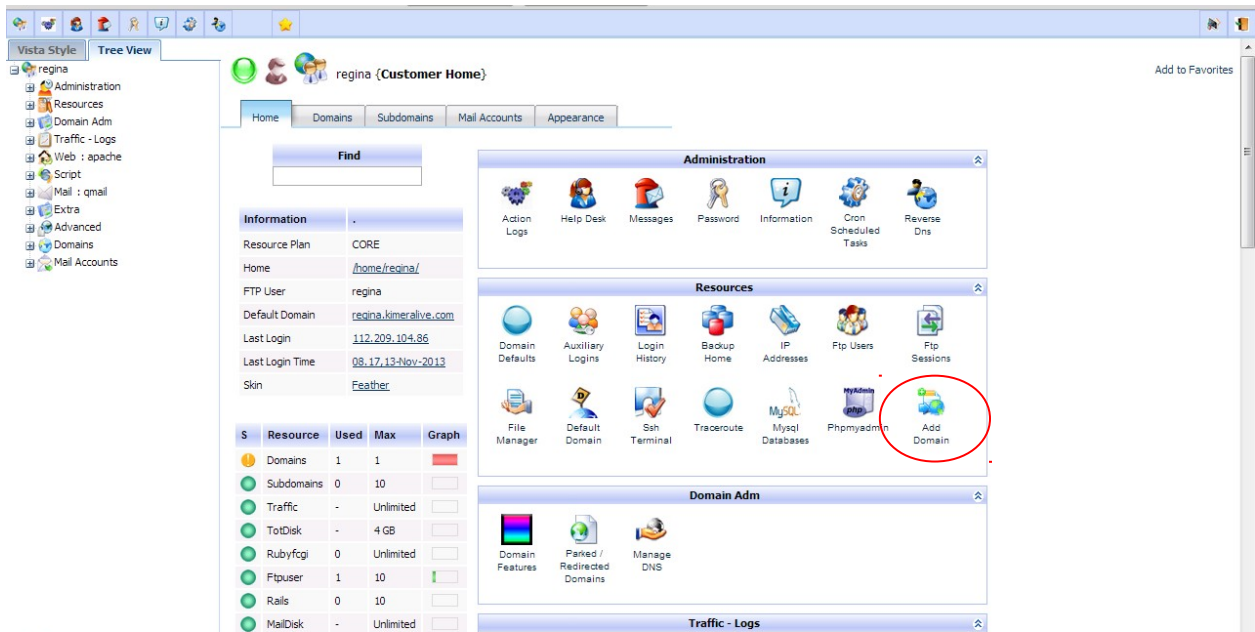 Vista Style
Tree View
regina
Administration
Resources
Domain Adm
Traffic - Logs
Web : apache
Script
Mail : qmail
Extra
Advanced
Domains
Mail Accounts
regina {Customer Home}
Add to Favorites
Home
Domains
Subdomains
Mail Accounts
Appearance
Find
Information .
Resource Plan CORE
Home /home/regina/
FTP User regina
Default Domain regina.kimeralive.com
Last Login 112.209.104.86
Last Login Time 08.17,13-Nov-2013
Skin Feather
S Resource Used Max Graph
Domains 1 1
Subdomains 0 10
Traffic - Unlimited
TotDisk - 4 GB
Rubyfcgi 0 Unlimited
Ftpuser 1 10
Rails 0 10
MailDisk - Unlimited
Administration
Action
Logs
Help Desk
Messages
Password
Information
Cron
Scheduled
Tasks
Reverse
Dns
Resources
Domain
Defaults
Auxiliary
Logins
Login
History
Backup
Home
IP
Addresses
Ftp Users
Ftp
Sessions
File
Manager
D
Default
Domain
Ssh
Terminal
Traceroute
MySQL
Mysql
Databases
MyAdmin
php
Phpmyadmin
Add
Domain
Domain Adm
Domain
Features
Parked /
Redirected
Domains
Manage
DNS
Traffic - Logs